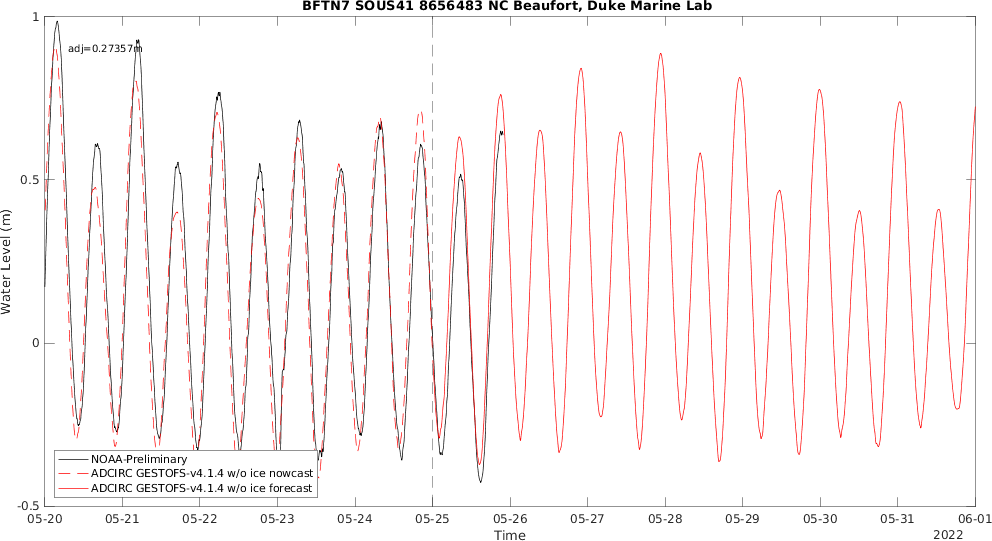 BFTN7 SOUS41 8656483 NC Beaufort, Duke Marine Lab
adj=0.27357m
1
0.5
0
-0.5
Water Level (m)
NOAA-Preliminary
ADCIRC GESTOFS-v4.1.4 w/o ice nowcast
ADCIRC GESTOFS-v4.1.4 w/o ice forecast
05-20 05-21 05-22 05-23 05-24 05-25 05-26 05-27 05-28 05-29 05-30 05-31 06-01
Time
2022